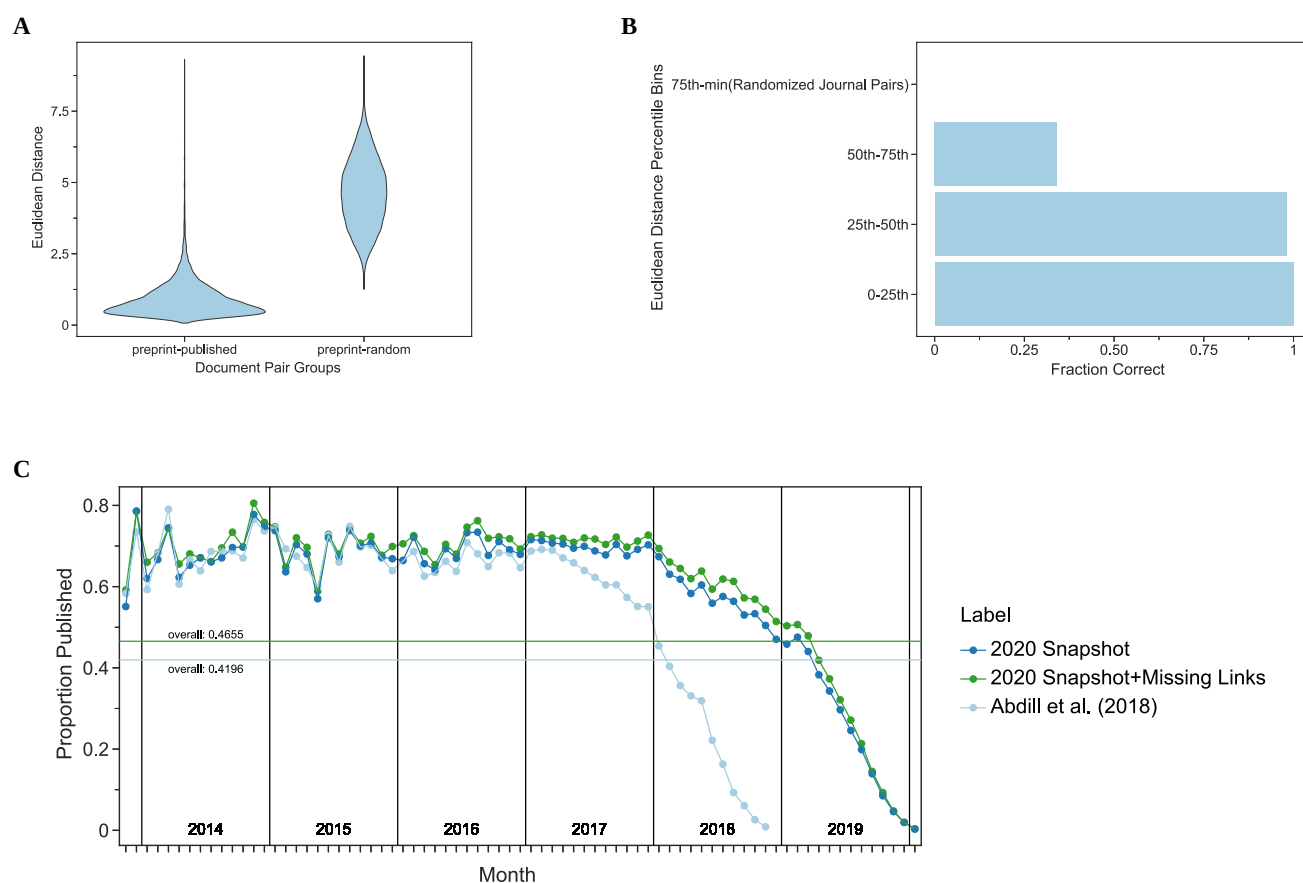 A
Euclidean Distance
7.5
5
2.5
0
preprint-published
preprint-random
Document Pair Groups
B
Euclidean Distance Percentile Bins
75th-min(Randomized Journal Pairs)
50th-75th
25th-50th
0-25th
0
0.25
0.50
0.75
1
Fraction Correct
C
Proportion Published
0.8
0.6
0.4
0.2
0
overall: 0.4655
overall: 0.4196
2014
2015
2016
2017
2018
2019
Month
Label
2020 Snapshot
2020 Snapshot+Missing Links
Abdill et al. (2018)